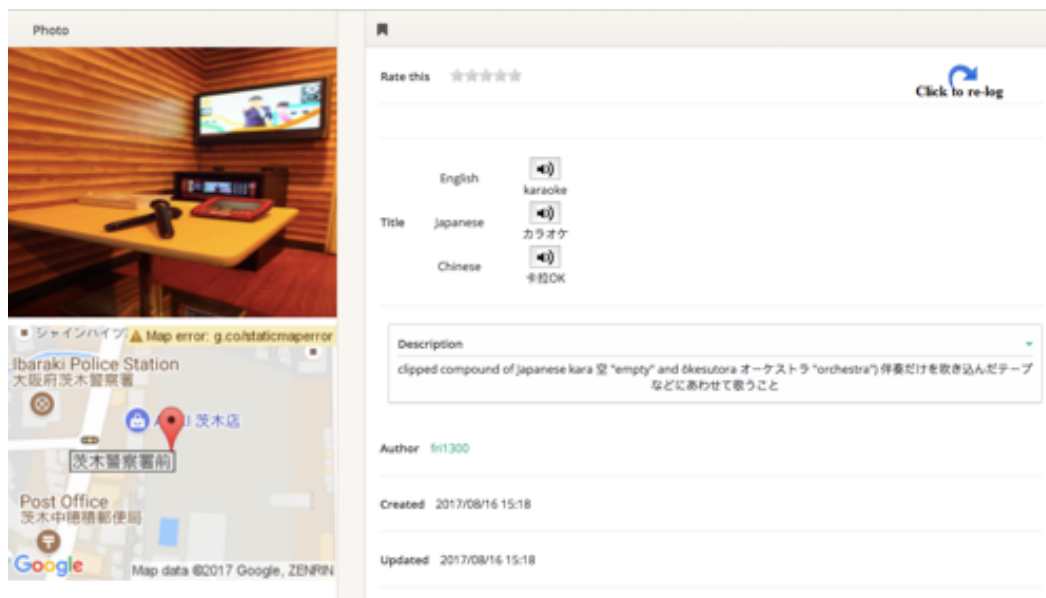 Photo
Rate this
Click to re-log
English
karaoke
Title
Japanese
カラオケ
Chinese
卡拉OK
Description
clipped compound of Japanese kara 空 "empty" and ōkesutora オーケストラ "orchestra") 伴奏だけを吹き込んだテープ
などにあわせて歌うこと
Author fri1300
Created 2017/08/16 15:18
Updated 2017/08/16 15:18
シャインハイツ
Map error: g.co/staticmaperror
Ibaraki Police Station
大阪府茨木警察署
茨木店
茨木警察署前
Post Office
茨木中穂積郵便局
Google
Map data ©2017 Google, ZENRIN